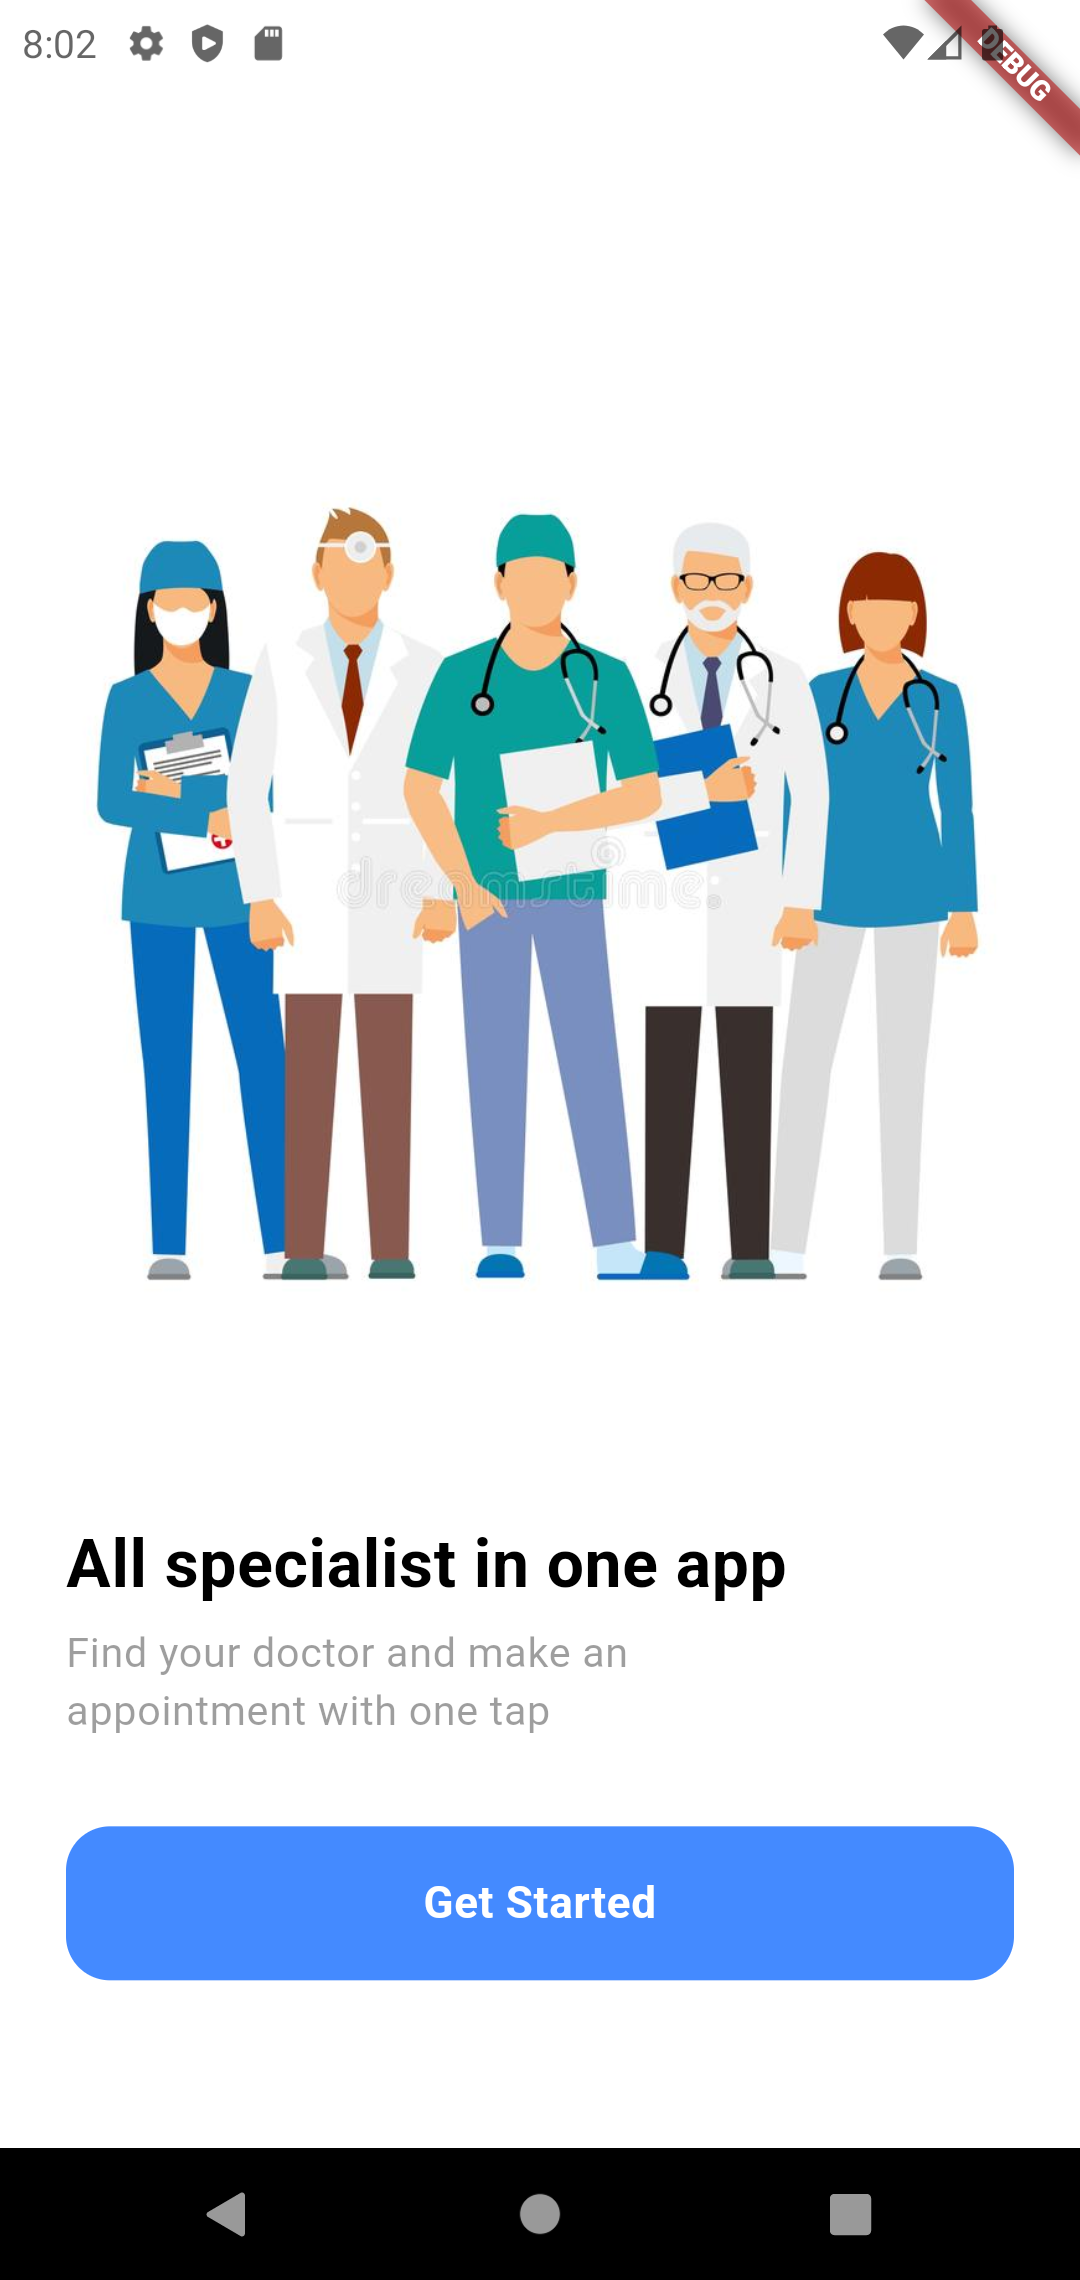 8:02
DEBUG
dreamstime.
All specialist in one app
Find your doctor and make an
appointment with one tap
Get Started